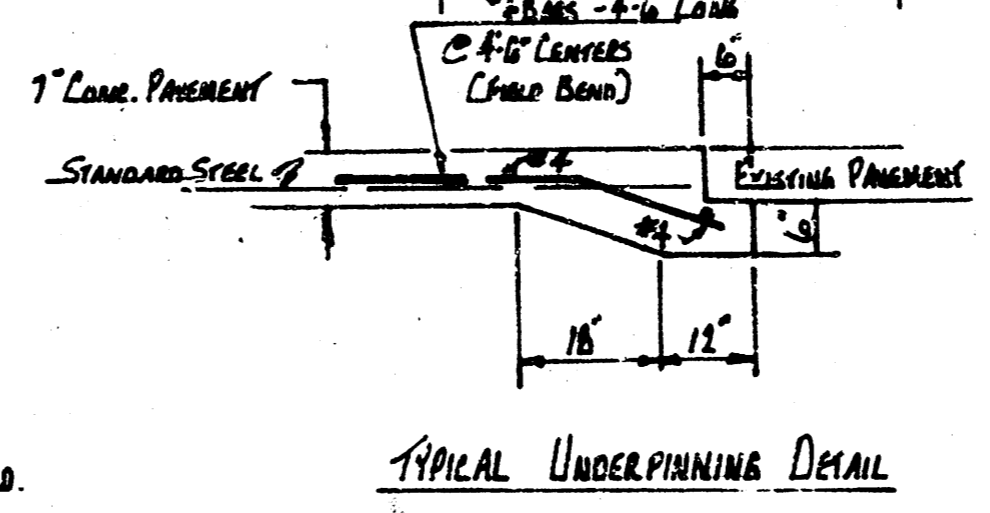 BARS - 4'-6 LONG
@ 4'-6" CENTERS
(FIELD BEND)
6"
7" CONC. PAVEMENT
STANDARD STEEL
#4
EXISTING PAVEMENT
#4
6"
18"
12"
TYPICAL UNDERPINNING DETAIL
D.